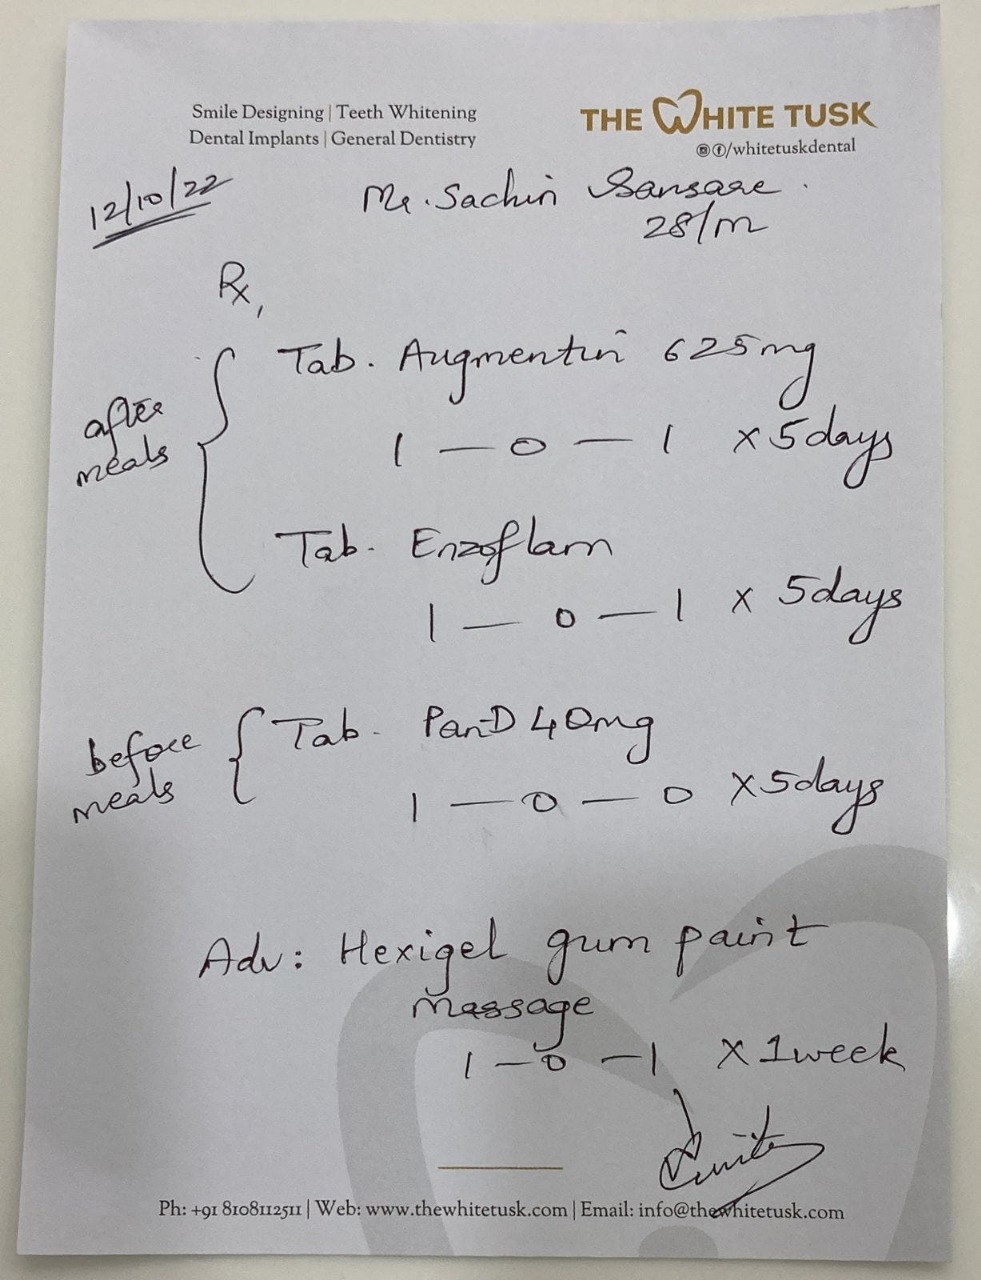 Smile Designing | Teeth Whitening
Dental Implants | General Dentistry
THE WHITE TUSK
/whitetuskdental
12/10/22
Mr. Sachin Sansare.
28/m
Rx,
after
meals
Tab. Augmentin 625mg
1 — 0 — 1 x 5days
Tab. Enzoflam
1 — 0 — 1 x 5days
before
meals
Tab. Pan-D 40mg
1 — 0 — 0 x 5days
Adv: Hexigel gum paint
massage
1 — 0 — 1 x 1week
Ph: +91 8108112511 | Web: www.thewhitetusk.com | Email: info@thewhitetusk.com